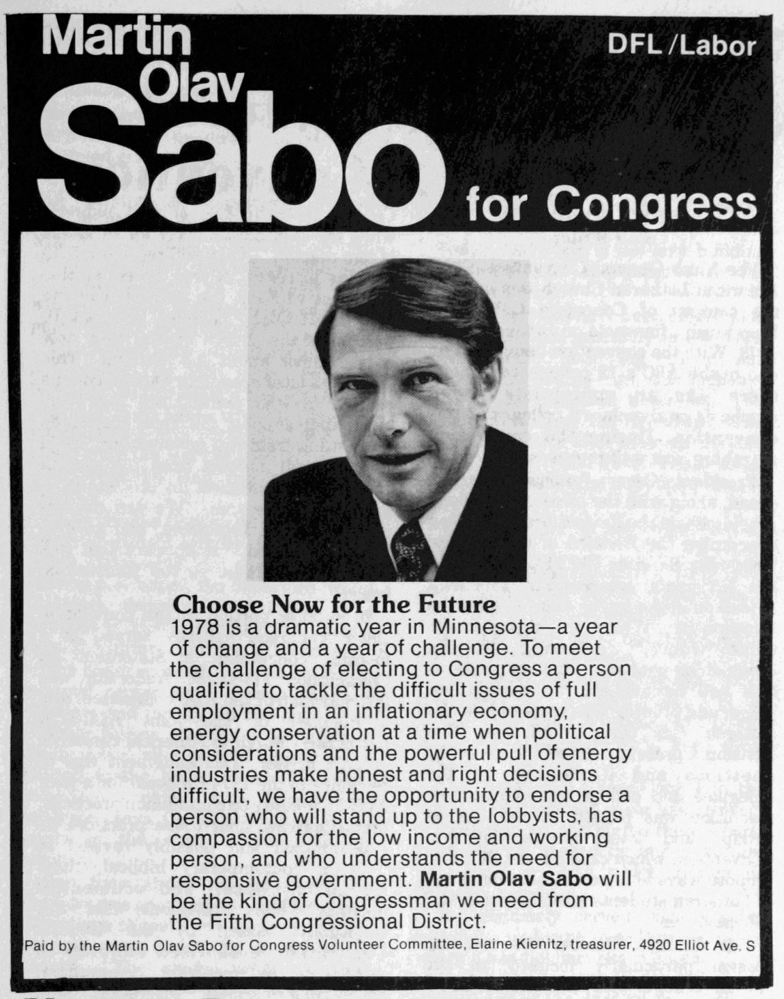 Martin
Olav
Sabo for Congress
DFL/Labor
Choose Now for the Future
1978 is a dramatic year in Minnesota—a year
of change and a year of challenge. To meet
the challenge of electing to Congress a person
qualified to tackle the difficult issues of full
employment in an inflationary economy,
energy conservation at a time when political
considerations and the powerful pull of energy
industries make honest and right decisions
difficult, we have the opportunity to endorse a
person who will stand up to the lobbyists, has
compassion for the low income and working
person, and who understands the need for
responsive government. Martin Olav Sabo will
be the kind of Congressman we need from
the Fifth Congressional District.
Paid by the Martin Olav Sabo for Congress Volunteer Committee, Elaine Kienitz, treasurer, 4920 Elliot Ave. S